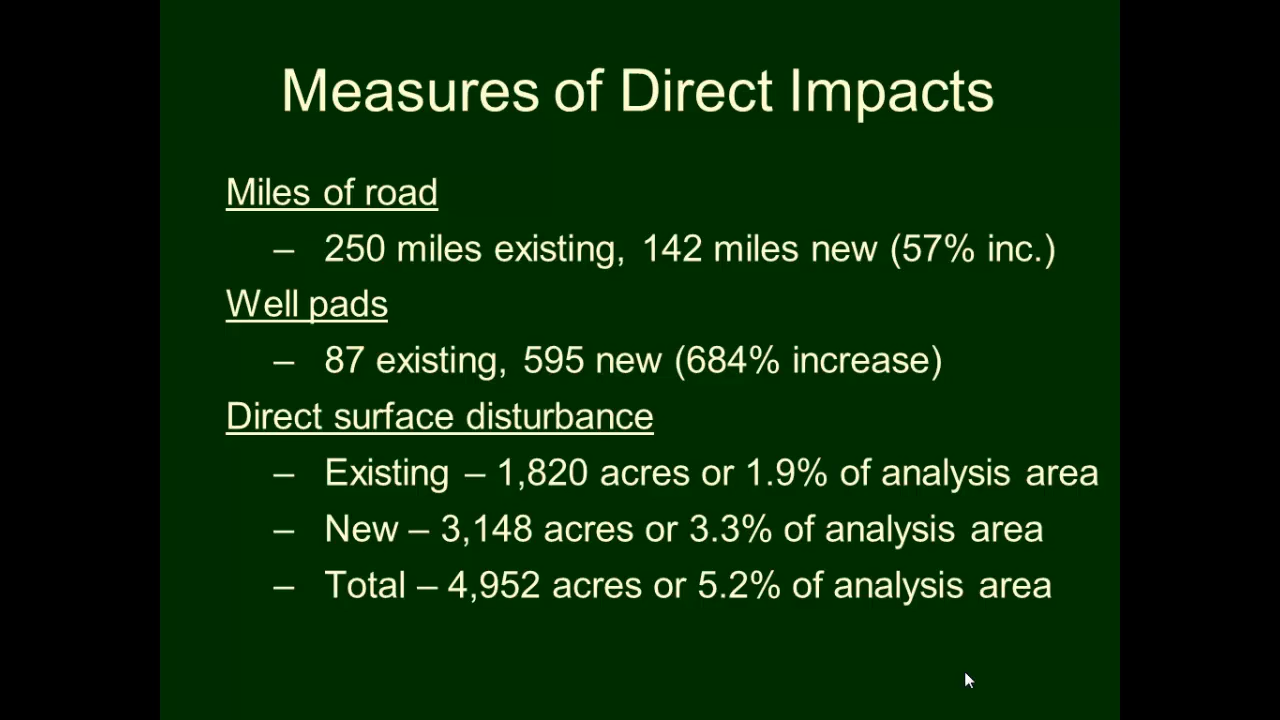 Measures of Direct Impacts
Miles of road
– 250 miles existing, 142 miles new (57% inc.)
Well pads
– 87 existing, 595 new (684% increase)
Direct surface disturbance
– Existing – 1,820 acres or 1.9% of analysis area
– New – 3,148 acres or 3.3% of analysis area
– Total – 4,952 acres or 5.2% of analysis area